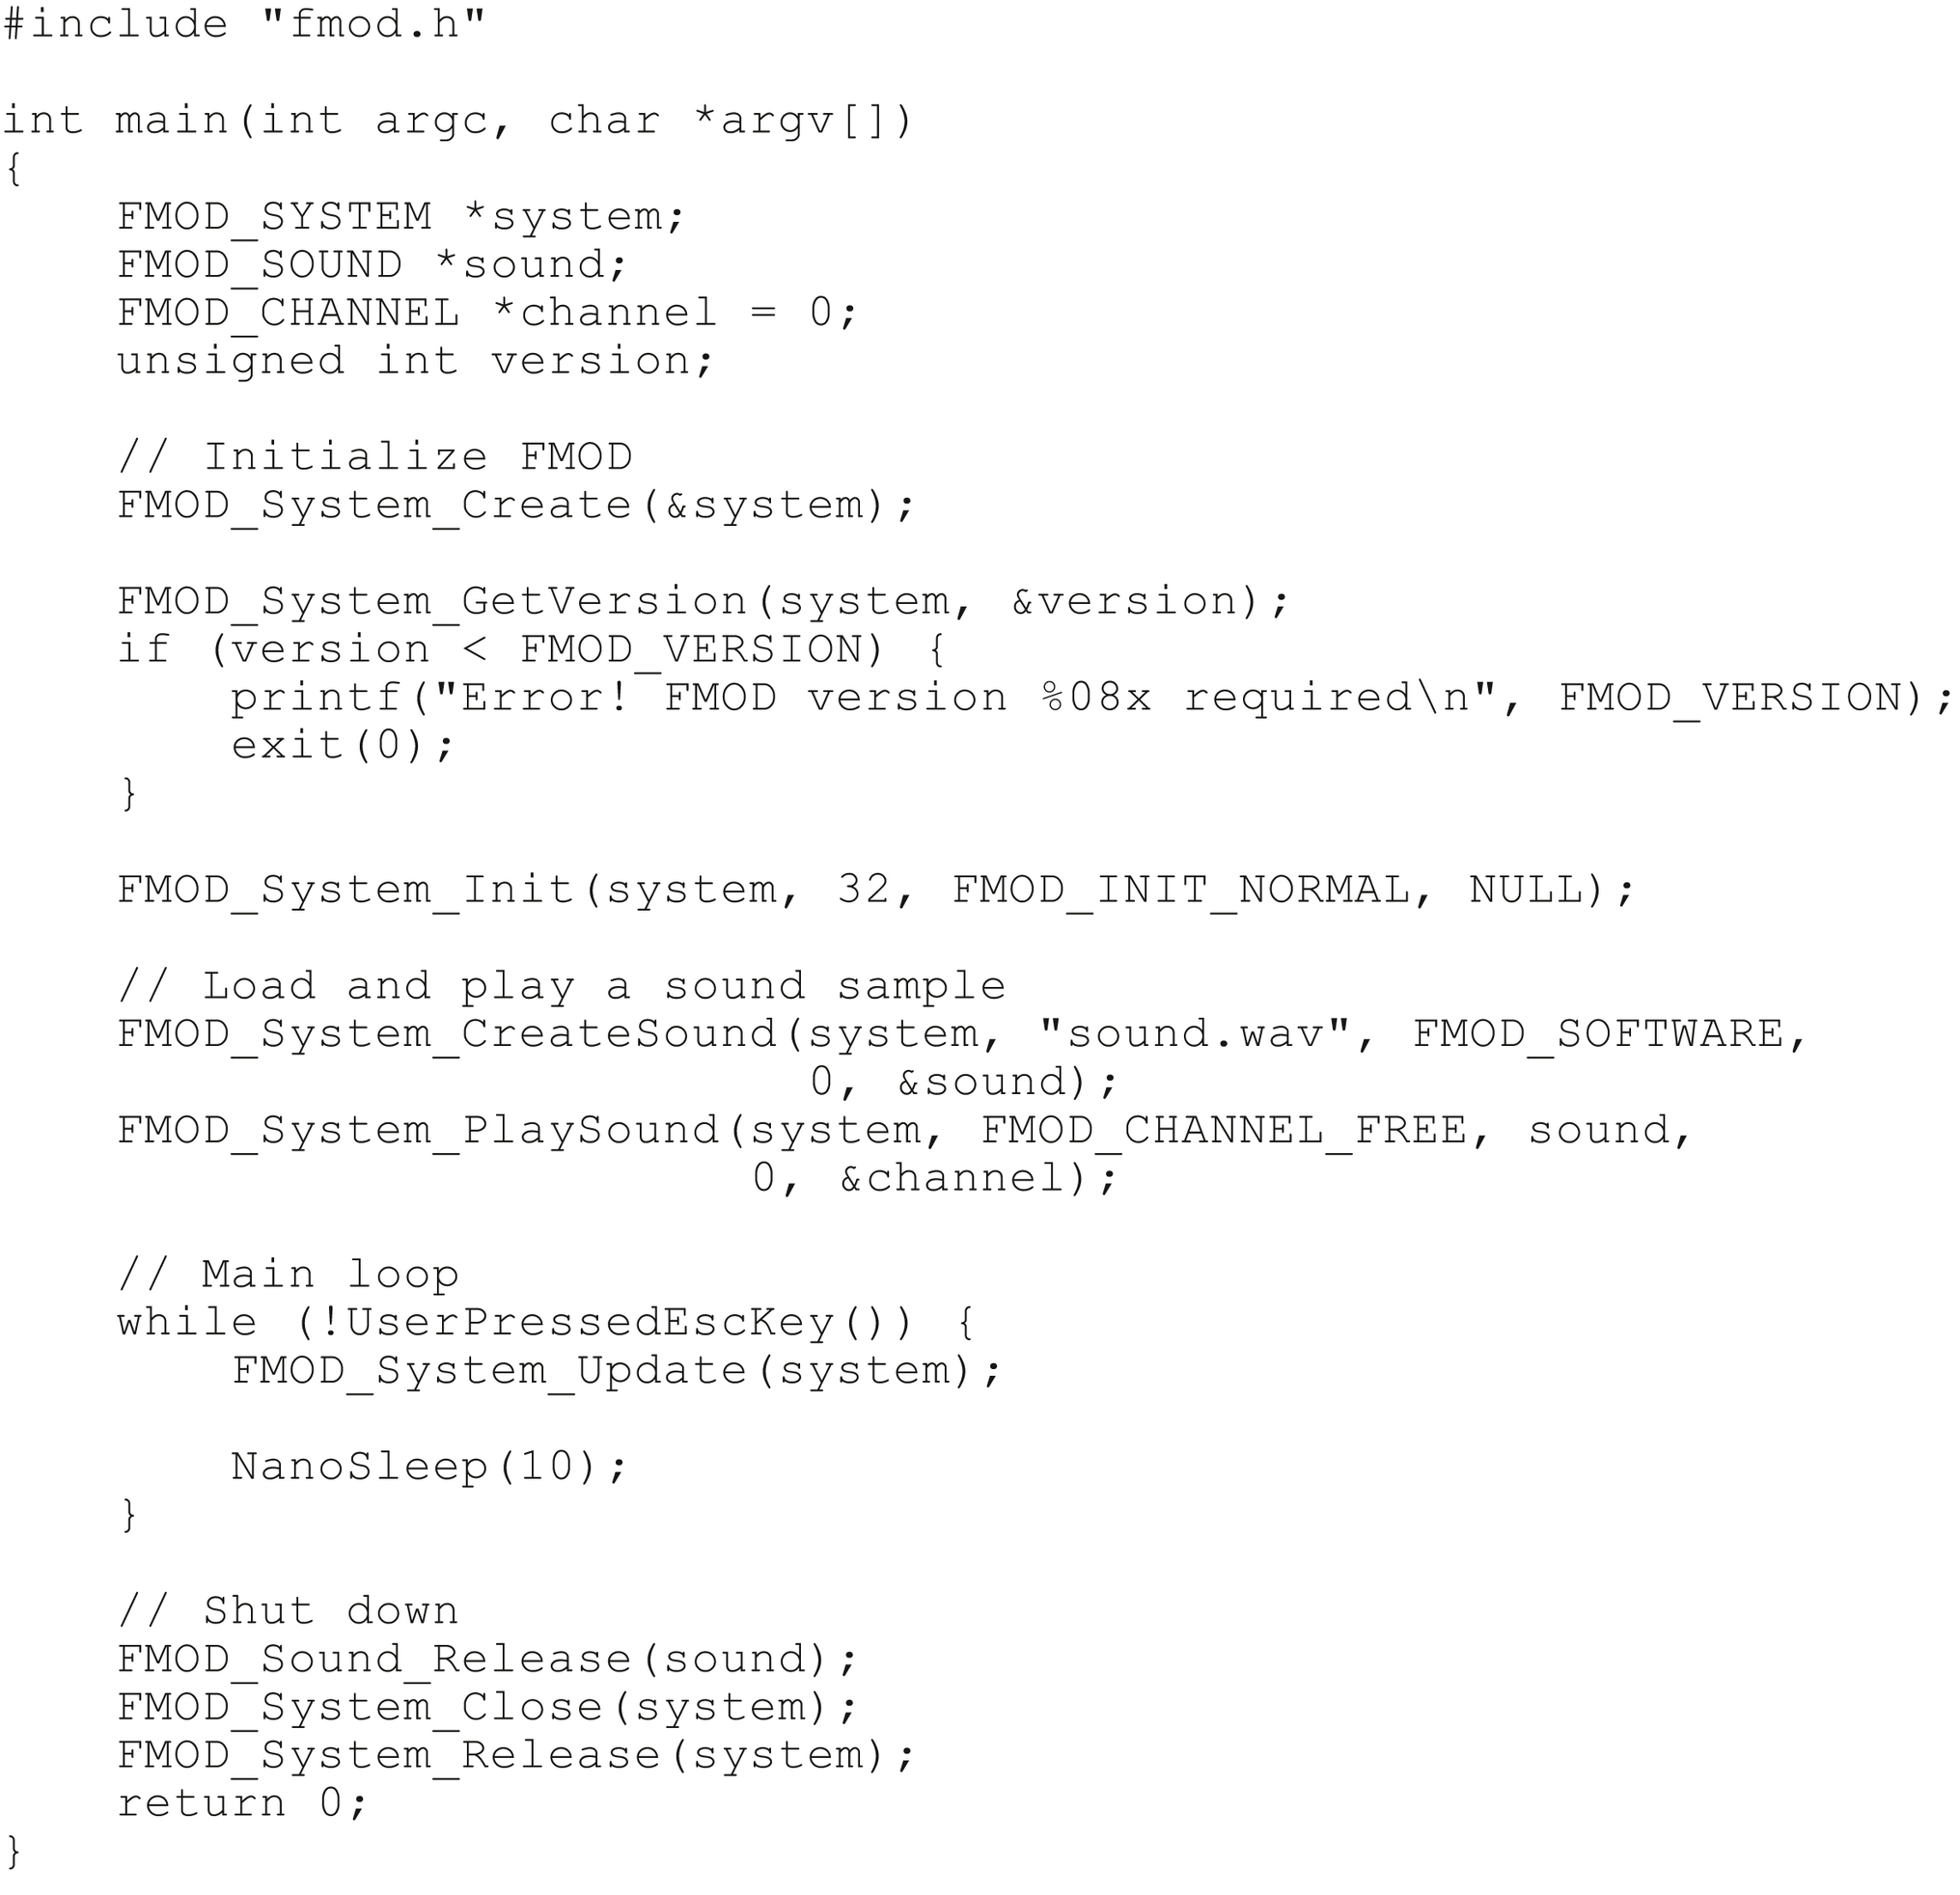 #include "fmod.h"

int main(int argc, char *argv[])
{
    FMOD_SYSTEM *system;
    FMOD_SOUND *sound;
    FMOD_CHANNEL *channel = 0;
    unsigned int version;

    // Initialize FMOD
    FMOD_System_Create(&system);

    FMOD_System_GetVersion(system, &version);
    if (version < FMOD_VERSION) {
        printf("Error! FMOD version %08x required\n", FMOD_VERSION);
        exit(0);
    }

    FMOD_System_Init(system, 32, FMOD_INIT_NORMAL, NULL);

    // Load and play a sound sample
    FMOD_System_CreateSound(system, "sound.wav", FMOD_SOFTWARE,
                            0, &sound);
    FMOD_System_PlaySound(system, FMOD_CHANNEL_FREE, sound,
                          0, &channel);

    // Main loop
    while (!UserPressedEscKey()) {
        FMOD_System_Update(system);

        NanoSleep(10);
    }

    // Shut down
    FMOD_Sound_Release(sound);
    FMOD_System_Close(system);
    FMOD_System_Release(system);
    return 0;
}